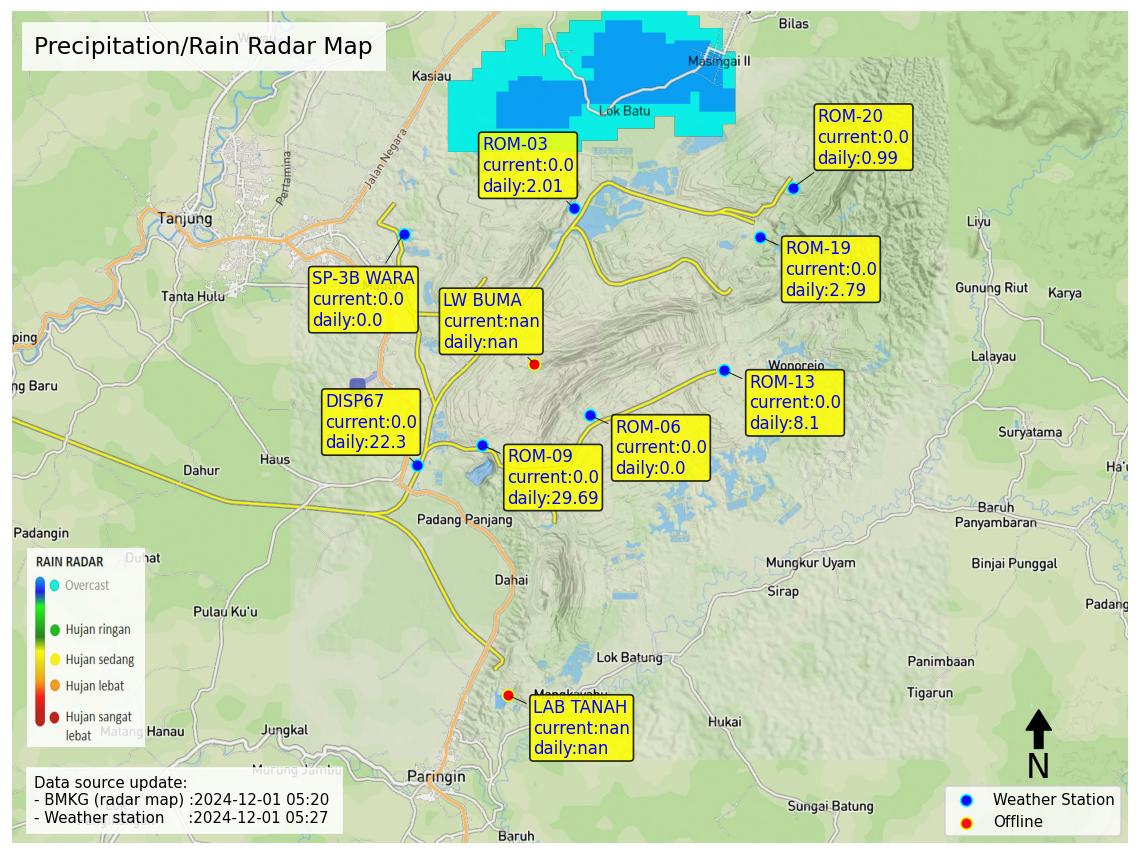 Precipitation/Rain Radar Map
Bilas
Masingai II
Kasiau
Lok Batu
Jalan Negara
Pertamina
ROM-03
current:0.0
daily:2.01
ROM-20
current:0.0
daily:0.99
Tanjung
Liyu
ROM-19
current:0.0
daily:2.79
SP-3B WARA
current:0.0
daily:0.0
Tanta Hulu
LW BUMA
current:nan
daily:nan
Gunung Riut
Karya
ping
Lalayau
ng Baru
Wonorejo
ROM-13
current:0.0
daily:8.1
DISP67
current:0.0
daily:22.3
ROM-06
current:0.0
daily:0.0
Suryatama
ROM-09
current:0.0
daily:29.69
Haus
Dahur
Ha'u
Baruh
Panyambaran
Padang Panjang
Padangin
Duhat
Mungkur Uyam
Binjai Punggal
Dahai
Sirap
Padang
RAIN RADAR
Overcast
Hujan ringan
Hujan sedang
Hujan lebat
Hujan sangat
lebat
Pulau Ku'u
Lok Batung
Panimbaan
Tigarun
LAB TANAH
current:nan
daily:nan
Hukai
Matang Hanau
Jungkal
Murung Jambu
Paringin
Sungai Batung
Baruh
Data source update:
- BMKG (radar map) :2024-12-01 05:20
- Weather station :2024-12-01 05:27
N
Weather Station
Offline